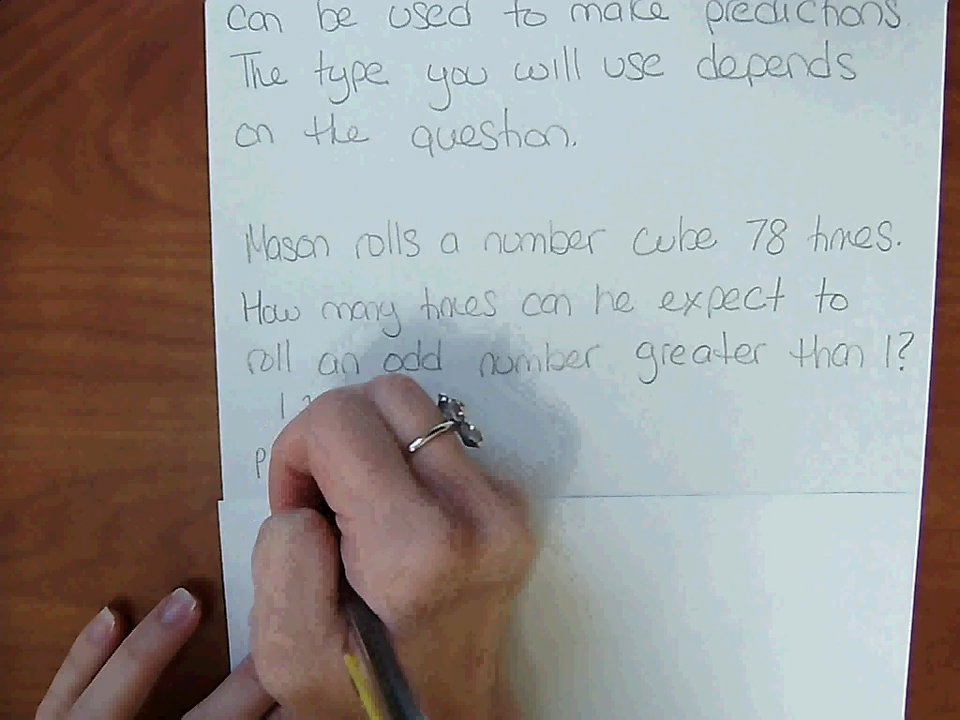 can be used to make predictions
The type you will use depends
on the question.
Mason rolls a number cube 78 times.
How many times can he expect to
roll an odd number greater than 1?
1
P